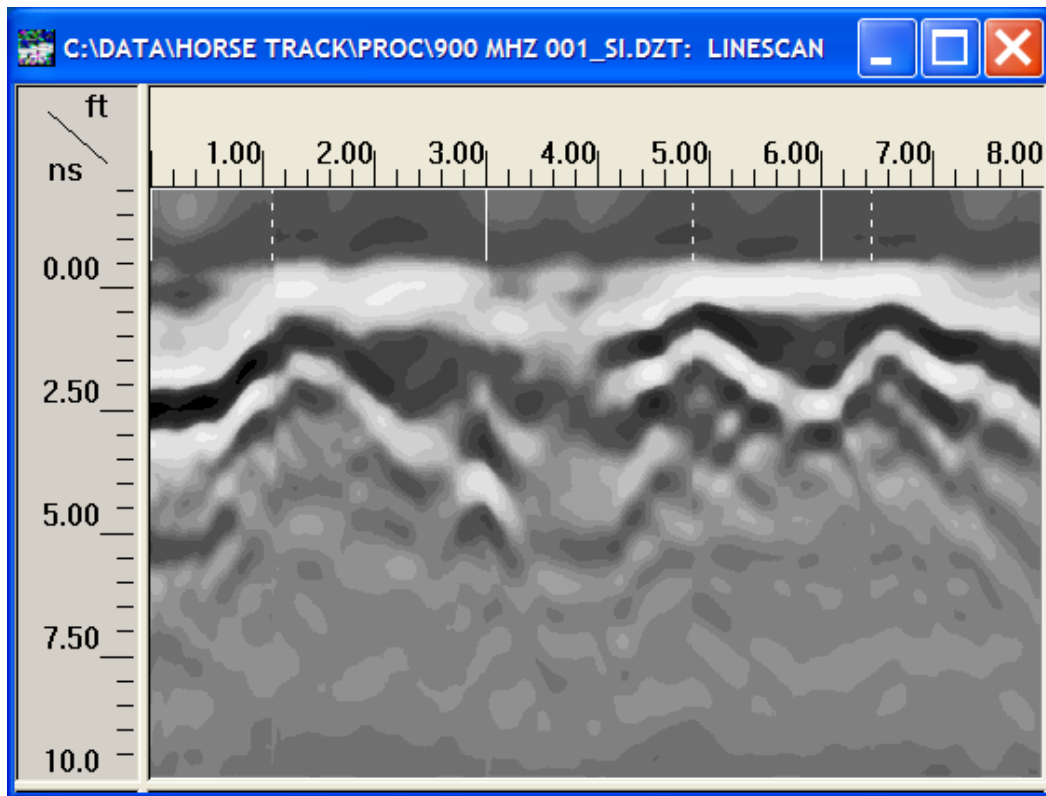 C:\DATA\HORSE TRACK\PROC\900 MHZ 001_SI.DZT: LINESCAN
ft
ns
1.00 2.00 3.00 4.00 5.00 6.00 7.00 8.00
0.00
2.50
5.00
7.50
10.0